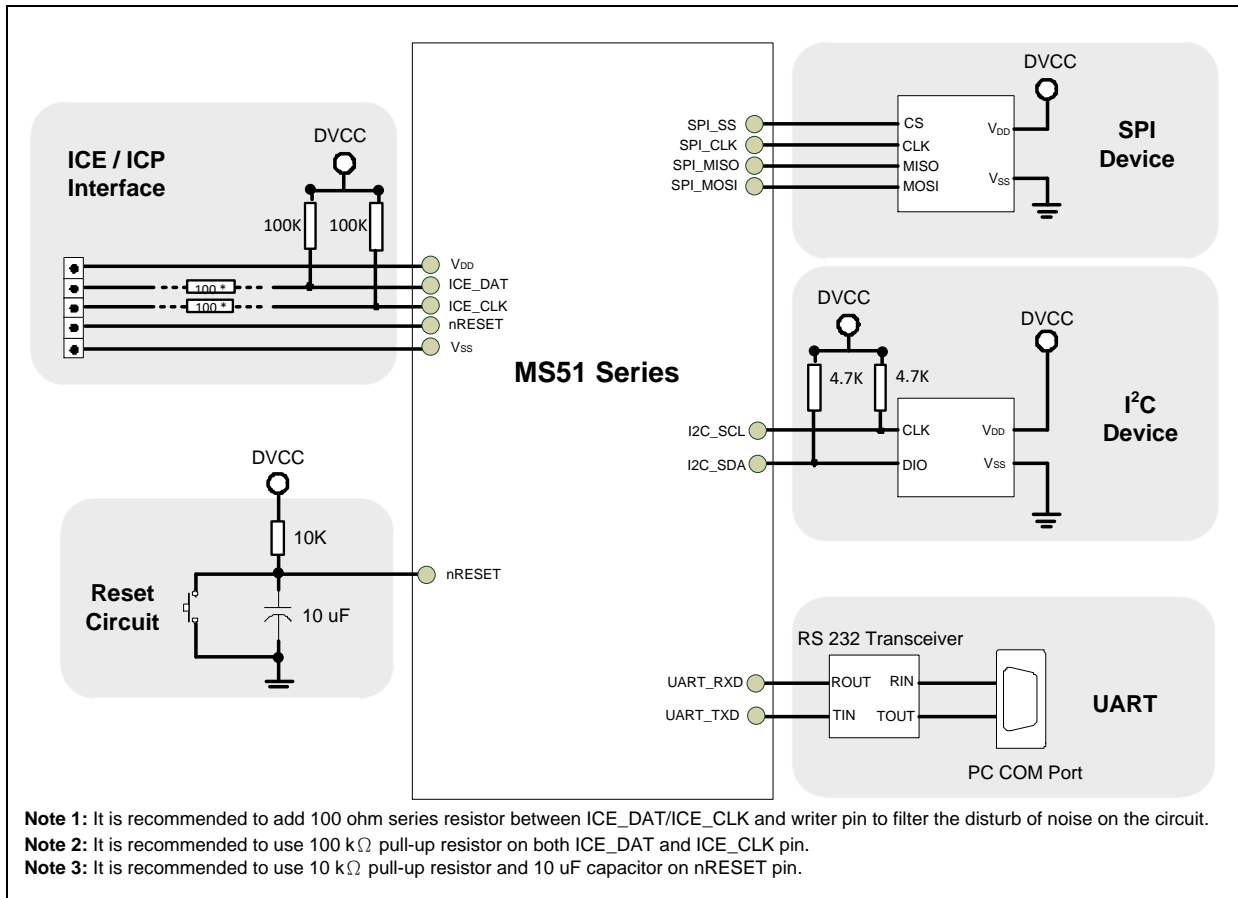 ICE / ICP
Interface
DVCC
100K
100K
100 *
100 *
VDD
ICE_DAT
ICE_CLK
nRESET
Vss
DVCC
10K
10 uF
Reset
Circuit
nRESET
MS51 Series
SPI_SS
SPI_CLK
SPI_MISO
SPI_MOSI
CS
CLK
MISO
MOSI
VDD
VSS
DVCC
SPI
Device
I2C_SCL
I2C_SDA
DVCC
4.7K
4.7K
CLK
DIO
VDD
Vss
DVCC
I²C
Device
UART_RXD
UART_TXD
RS 232 Transceiver
ROUT
RIN
TIN
TOUT
PC COM Port
UART
Note 1: It is recommended to add 100 ohm series resistor between ICE_DAT/ICE_CLK and writer pin to filter the disturb of noise on the circuit.
Note 2: It is recommended to use 100 kΩ pull-up resistor on both ICE_DAT and ICE_CLK pin.
Note 3: It is recommended to use 10 kΩ pull-up resistor and 10 uF capacitor on nRESET pin.